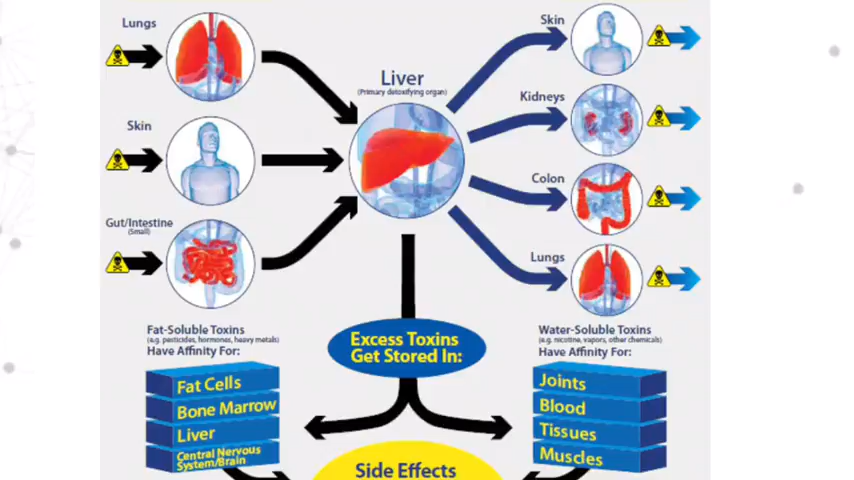 Lungs
Skin
Gut/Intestine
(Small)
Liver
(Primary detoxifying organ)
Skin
Kidneys
Colon
Lungs
Excess Toxins
Get Stored In:
Fat-Soluble Toxins
(e.g. pesticides, hormones, heavy metals)
Have Affinity For:
Fat Cells
Bone Marrow
Liver
Central Nervous
System/Brain
Water-Soluble Toxins
(e.g. nicotine, vapors, other chemicals)
Have Affinity For:
Joints
Blood
Tissues
Muscles
Side Effects